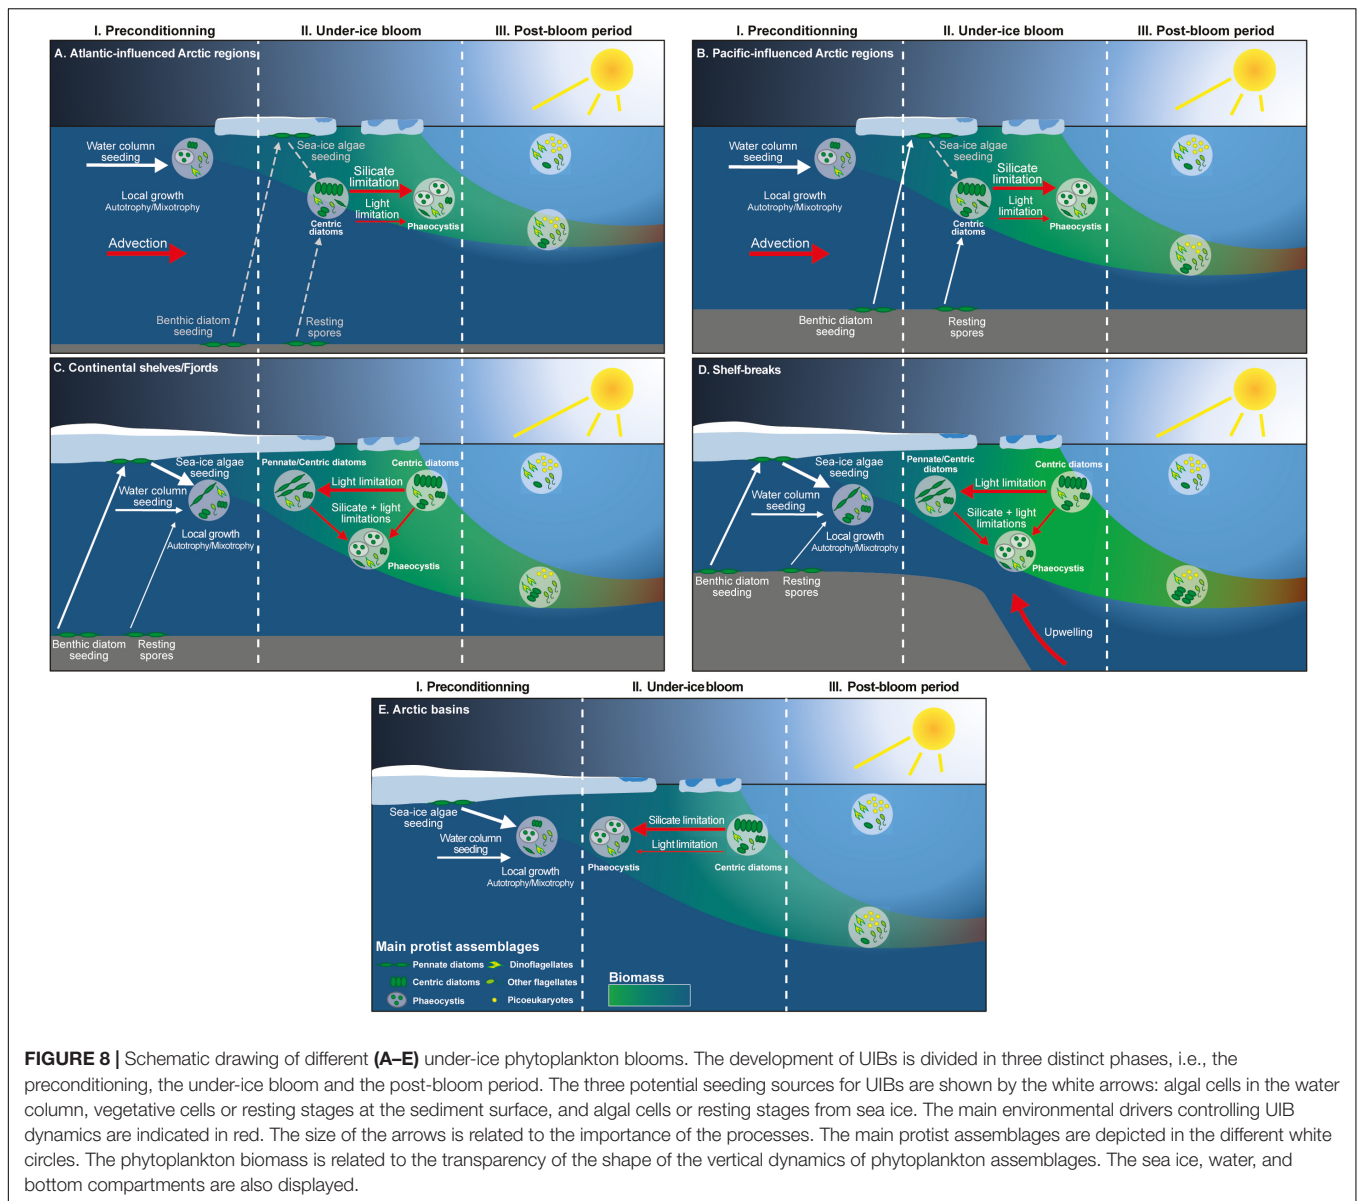 I. Preconditionning
II. Under-ice bloom
III. Post-bloom period
A. Atlantic-influenced Arctic regions
Water column
seeding
Local growth
Autotrophy/Mixotrophy
Advection
Sea-ice algae
seeding
Silicate
limitation
Light
limitation
Centric
diatoms
Phaeocystis
Benthic diatom
seeding
Resting
spores
I. Preconditionning
II. Under-ice bloom
III. Post-bloom period
B. Pacific-influenced Arctic regions
Water column
seeding
Local growth
Autotrophy/Mixotrophy
Advection
Sea-ice algae
seeding
Silicate
limitation
Light
limitation
Centric
diatoms
Phaeocystis
Benthic diatom
seeding
Resting
spores
C. Continental shelves/Fjords
Sea-ice algae
seeding
Water column
seeding
Local growth
Autotrophy/Mixotrophy
Pennate/Centric diatoms
Centric diatoms
Light limitation
Silicate + light
limitations
Phaeocystis
Benthic diatom
seeding
Resting
spores
D. Shelf-breaks
Sea-ice algae
seeding
Water column
seeding
Local growth
Autotrophy/Mixotrophy
Pennate/Centric
diatoms
Centric diatoms
Light limitation
Silicate + light
limitations
Phaeocystis
Benthic diatom
seeding
Resting
spores
Upwelling
I. Preconditionning
II. Under-ice bloom
III. Post-bloom period
E. Arctic basins
Sea-ice algae
seeding
Water column
seeding
Local growth
Autotrophy/Mixotrophy
Silicate limitation
Light limitation
Phaeocystis
Centric diatoms
Main protist assemblages
Pennate diatoms
Dinoflagellates
Centric diatoms
Other flagellates
Phaeocystis
Picoeukaryotes
Biomass
FIGURE 8 | Schematic drawing of different (A–E) under-ice phytoplankton blooms. The development of UIBs is divided in three distinct phases, i.e., the
preconditioning, the under-ice bloom and the post-bloom period. The three potential seeding sources for UIBs are shown by the white arrows: algal cells in the water
column, vegetative cells or resting stages at the sediment surface, and algal cells or resting stages from sea ice. The main environmental drivers controlling UIB
dynamics are indicated in red. The size of the arrows is related to the importance of the processes. The main protist assemblages are depicted in the different white
circles. The phytoplankton biomass is related to the transparency of the shape of the vertical dynamics of phytoplankton assemblages. The sea ice, water, and
bottom compartments are also displayed.